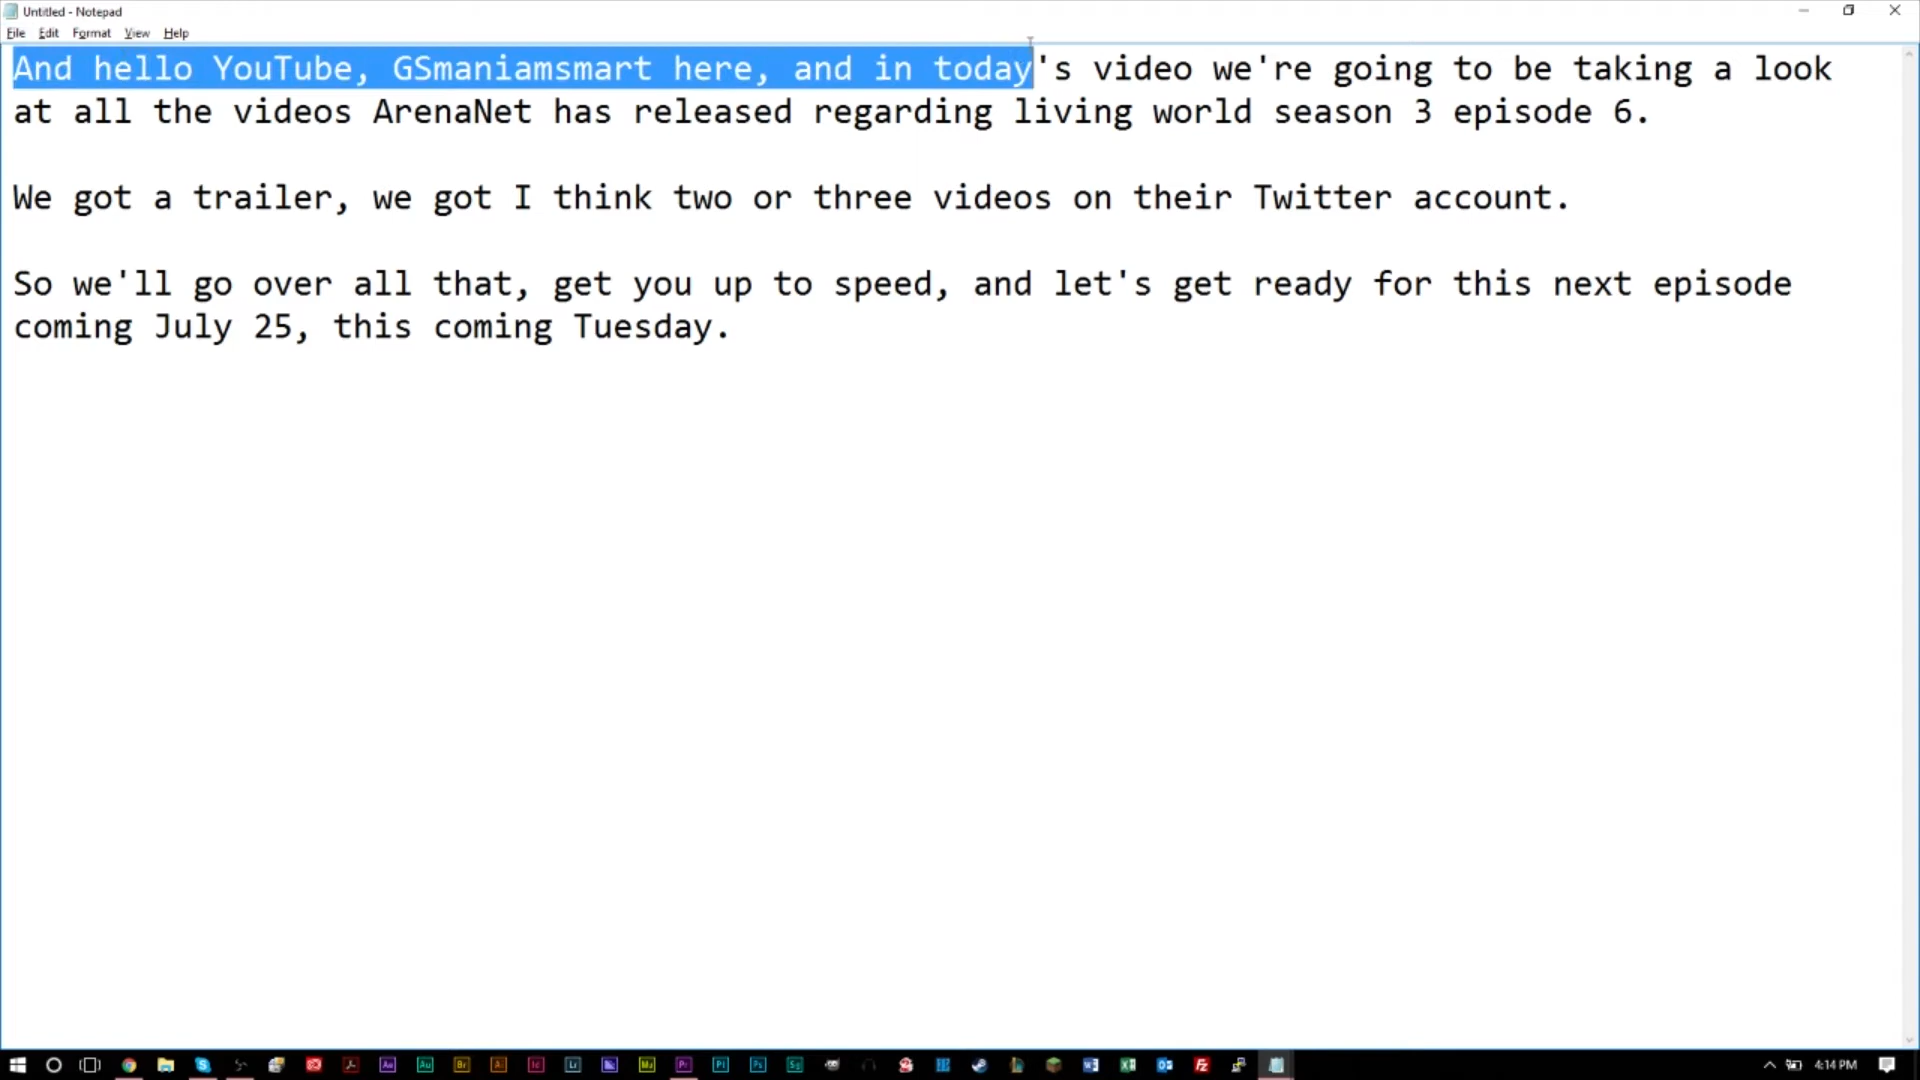 Untitled - Notepad
File Edit Format View Help
And hello YouTube, GSmaniamsmart here, and in today's video we're going to be taking a look
at all the videos ArenaNet has released regarding living world season 3 episode 6.
We got a trailer, we got I think two or three videos on their Twitter account.
So we'll go over all that, get you up to speed, and let's get ready for this next episode
coming July 25, this coming Tuesday.
4:14 PM